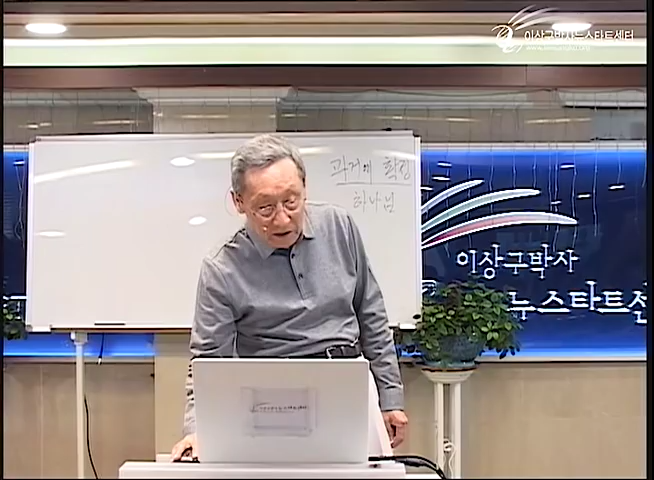 이상구박사뉴스타트센터
과거에 확정
하나님
이상구박사
뉴스타트센